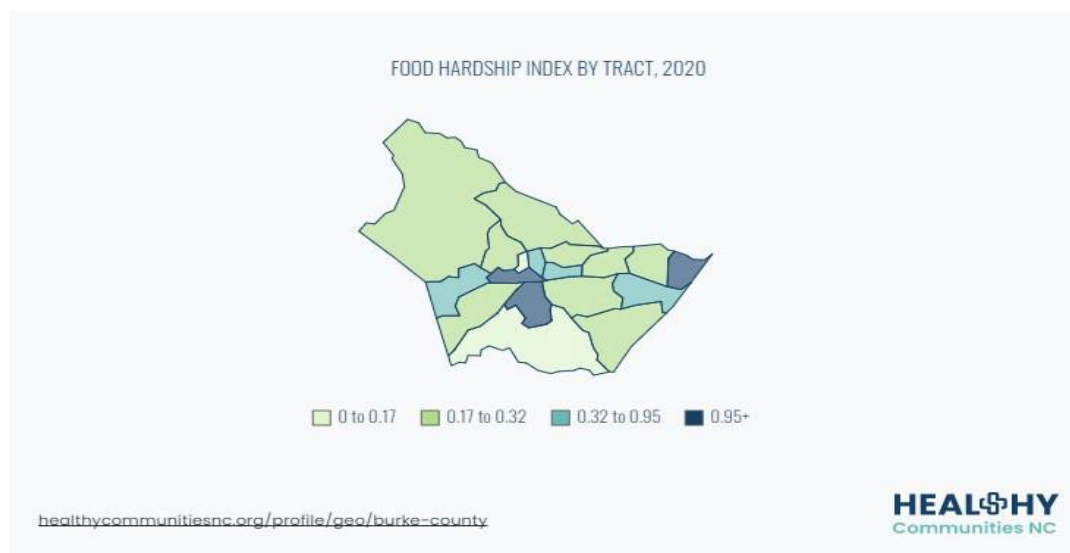 FOOD HARDSHIP INDEX BY TRACT, 2020
0 to 0.17 0.17 to 0.32 0.32 to 0.95 0.95+
healthycommunitiesnc.org/profile/geo/burke-county
HEALTHY
Communities NC